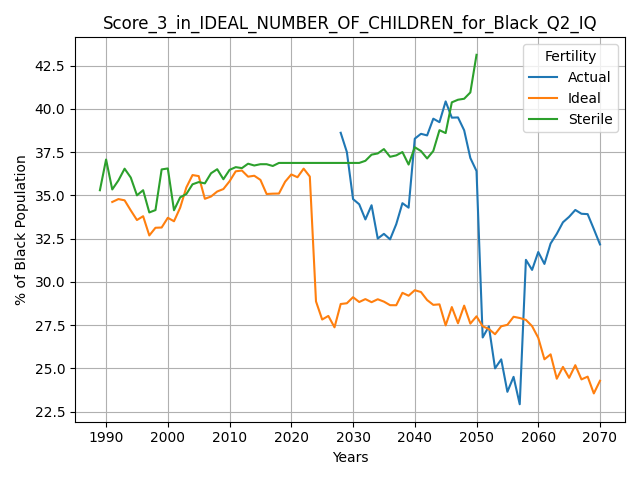 Score_3_in_IDEAL_NUMBER_OF_CHILDREN_for_Black_Q2_IQ
Fertility
Actual
Ideal
Sterile
% of Black Population
42.5
40.0
37.5
35.0
32.5
30.0
27.5
25.0
22.5
1990 2000 2010 2020 2030 2040 2050 2060 2070
Years